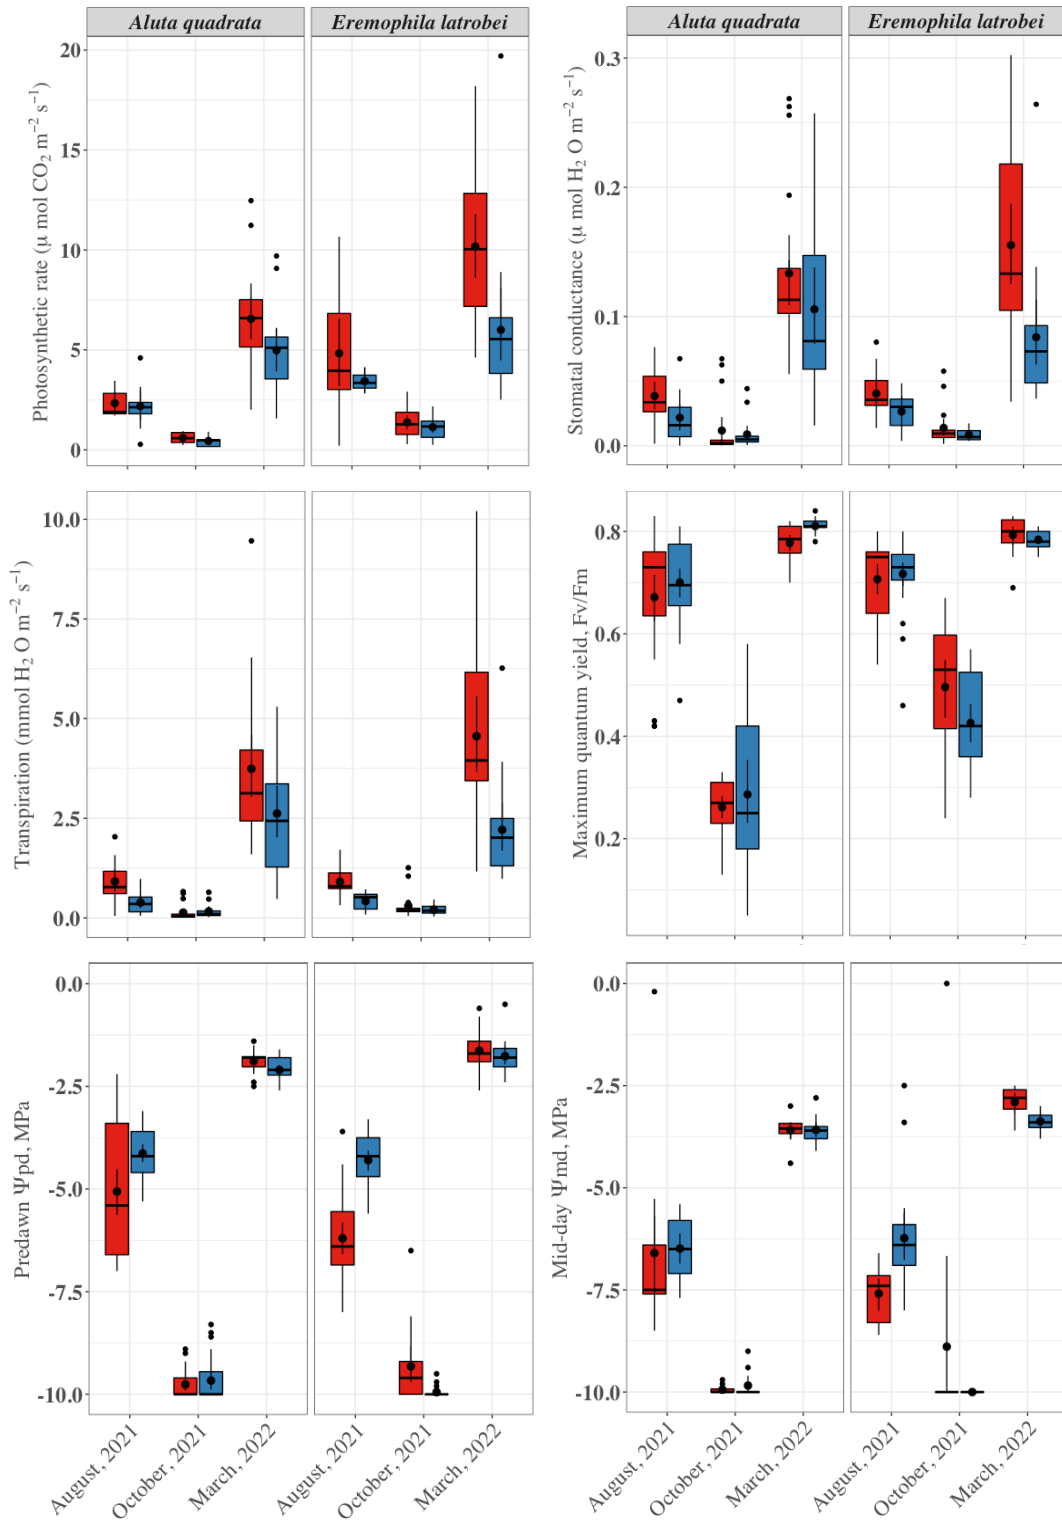 Aluta quadrata
Eremophila latrobei
Photosynthetic rate (μ mol CO₂ m⁻² s⁻¹)
20
15
10
5
0
Aluta quadrata
Eremophila latrobei
Stomatal conductance (μ mol H₂ O m⁻² s⁻¹)
0.3
0.2
0.1
0.0
Transpiration (mmol H₂ O m⁻² s⁻¹)
10.0
7.5
5.0
2.5
0.0
Maximum quantum yield, Fv/Fm
0.8
0.6
0.4
0.2
Predawn Ψpd, MPa
0.0
-2.5
-5.0
-7.5
-10.0
August, 2021
October, 2021
March, 2022
August, 2021
October, 2021
March, 2022
Mid-day Ψmd, MPa
0.0
-2.5
-5.0
-7.5
-10.0
August, 2021
October, 2021
March, 2022
August, 2021
October, 2021
March, 2022